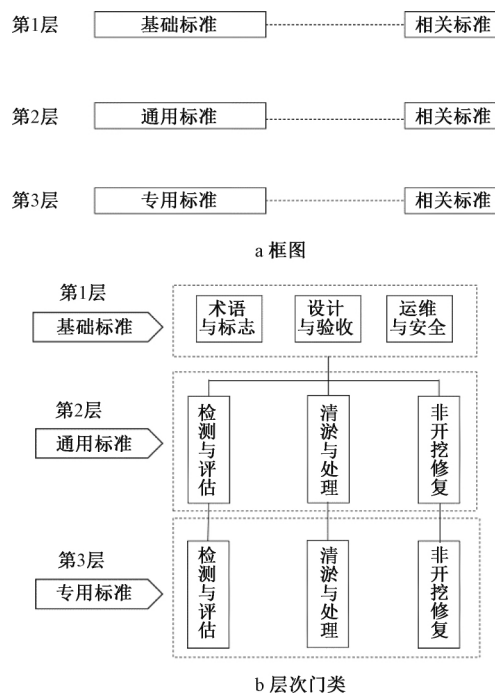 第1层 基础标准 相关标准
第2层 通用标准 相关标准
第3层 专用标准 相关标准
a 框图
第1层
基础标准
术语
与标志
设计
与验收
运维
与安全
第2层
通用标准
检测与评估
清淤与处理
非开挖修复
第3层
专用标准
检测与评估
清淤与处理
非开挖修复
b 层次门类